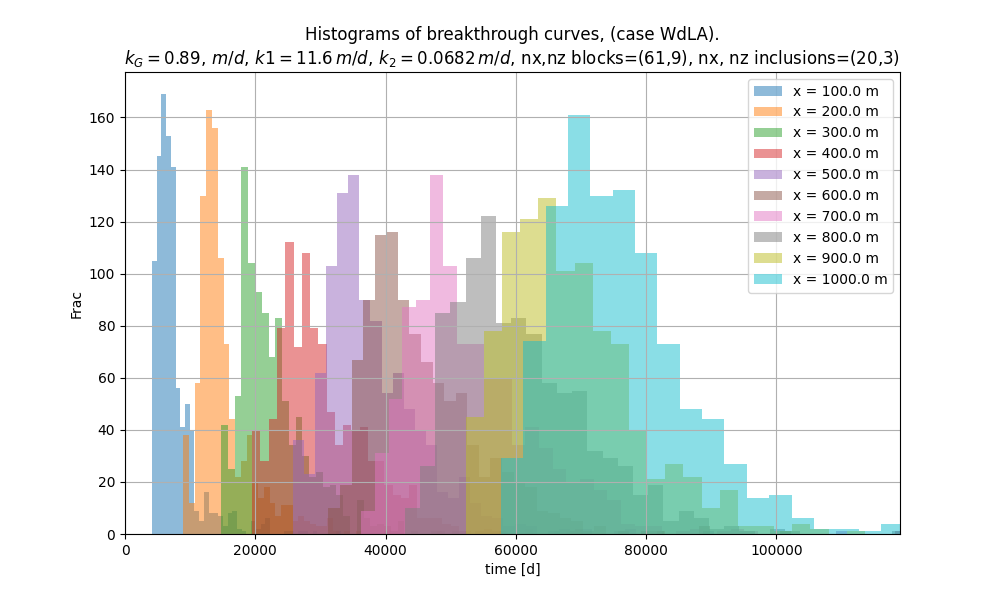 Histograms of breakthrough curves, (case WdLA).
k_G = 0.89, m/d, k1 = 11.6 m/d, k_2 = 0.0682 m/d, nx,nz blocks=(61,9), nx, nz inclusions=(20,3)
x = 100.0 m
x = 200.0 m
x = 300.0 m
x = 400.0 m
x = 500.0 m
x = 600.0 m
x = 700.0 m
x = 800.0 m
x = 900.0 m
x = 1000.0 m
Frac
160
140
120
100
80
60
40
20
0
0 20000 40000 60000 80000 100000
time [d]